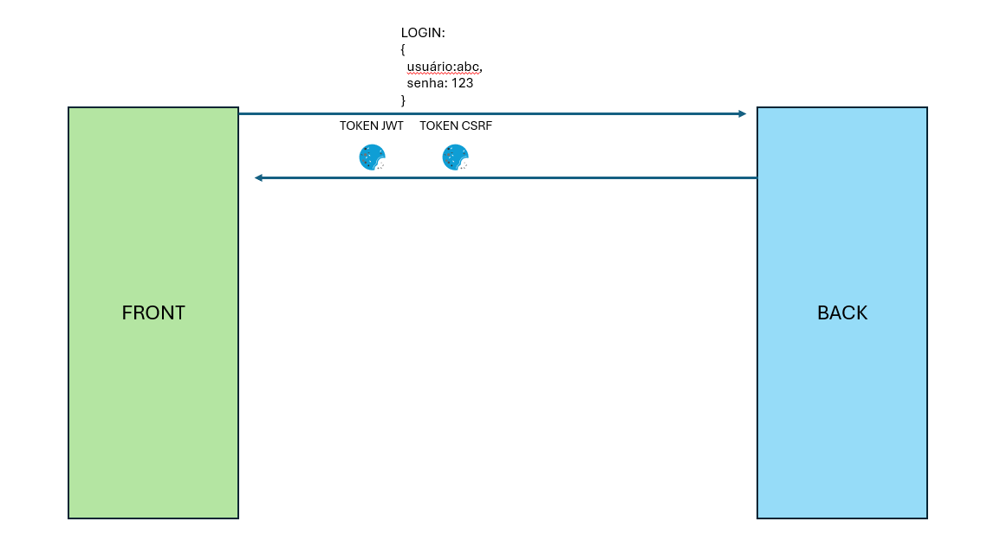 LOGIN:
{
usuário:abc,
senha: 123
}
TOKEN JWT
TOKEN CSRF
FRONT
BACK